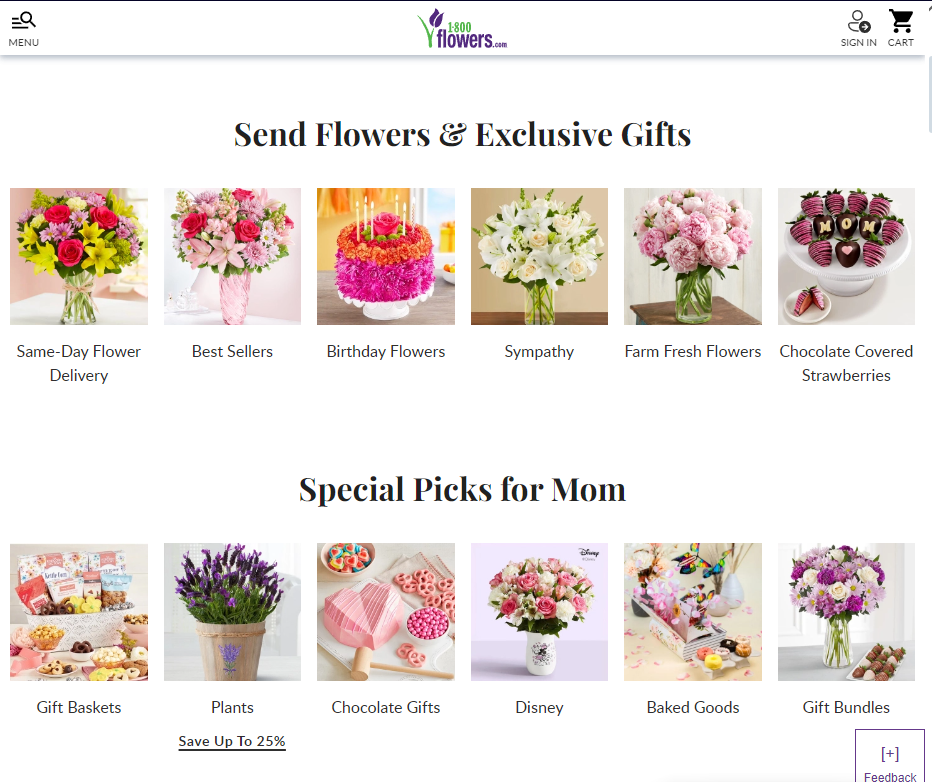 MENU
1-800
flowers.com
SIGN IN
CART
Send Flowers & Exclusive Gifts
MOM
Same-Day Flower
Delivery
Best Sellers
Birthday Flowers
Sympathy
Farm Fresh Flowers
Chocolate Covered
Strawberries
Special Picks for Mom
Disney
Gift Baskets
Plants
Chocolate Gifts
Disney
Baked Goods
Gift Bundles
Save Up To 25%
[+]
Feedback